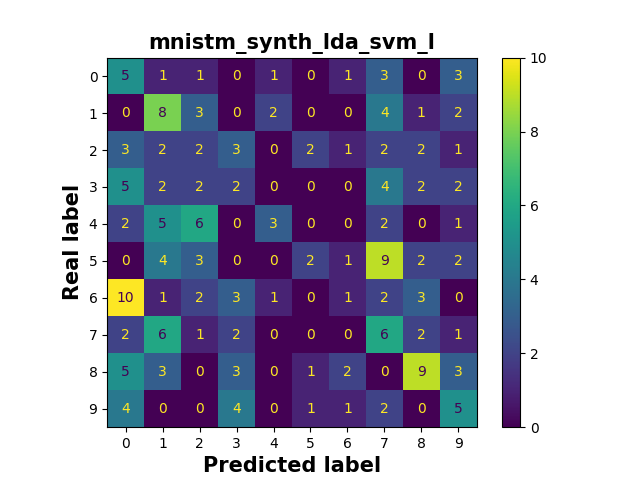 mnistm_synth_lda_svm_l
0 5 1 1 0 1 0 1 3 0 3
1 0 8 3 0 2 0 0 4 1 2
2 3 2 2 3 0 2 1 2 2 1
3 5 2 2 2 0 0 0 4 2 2
4 2 5 6 0 3 0 0 2 0 1
5 0 4 3 0 0 2 1 9 2 2
6 10 1 2 3 1 0 1 2 3 0
7 2 6 1 2 0 0 0 6 2 1
8 5 3 0 3 0 1 2 0 9 3
9 4 0 0 4 0 1 1 2 0 5
0 1 2 3 4 5 6 7 8 9
Predicted label
Real label
10
8
6
4
2
0